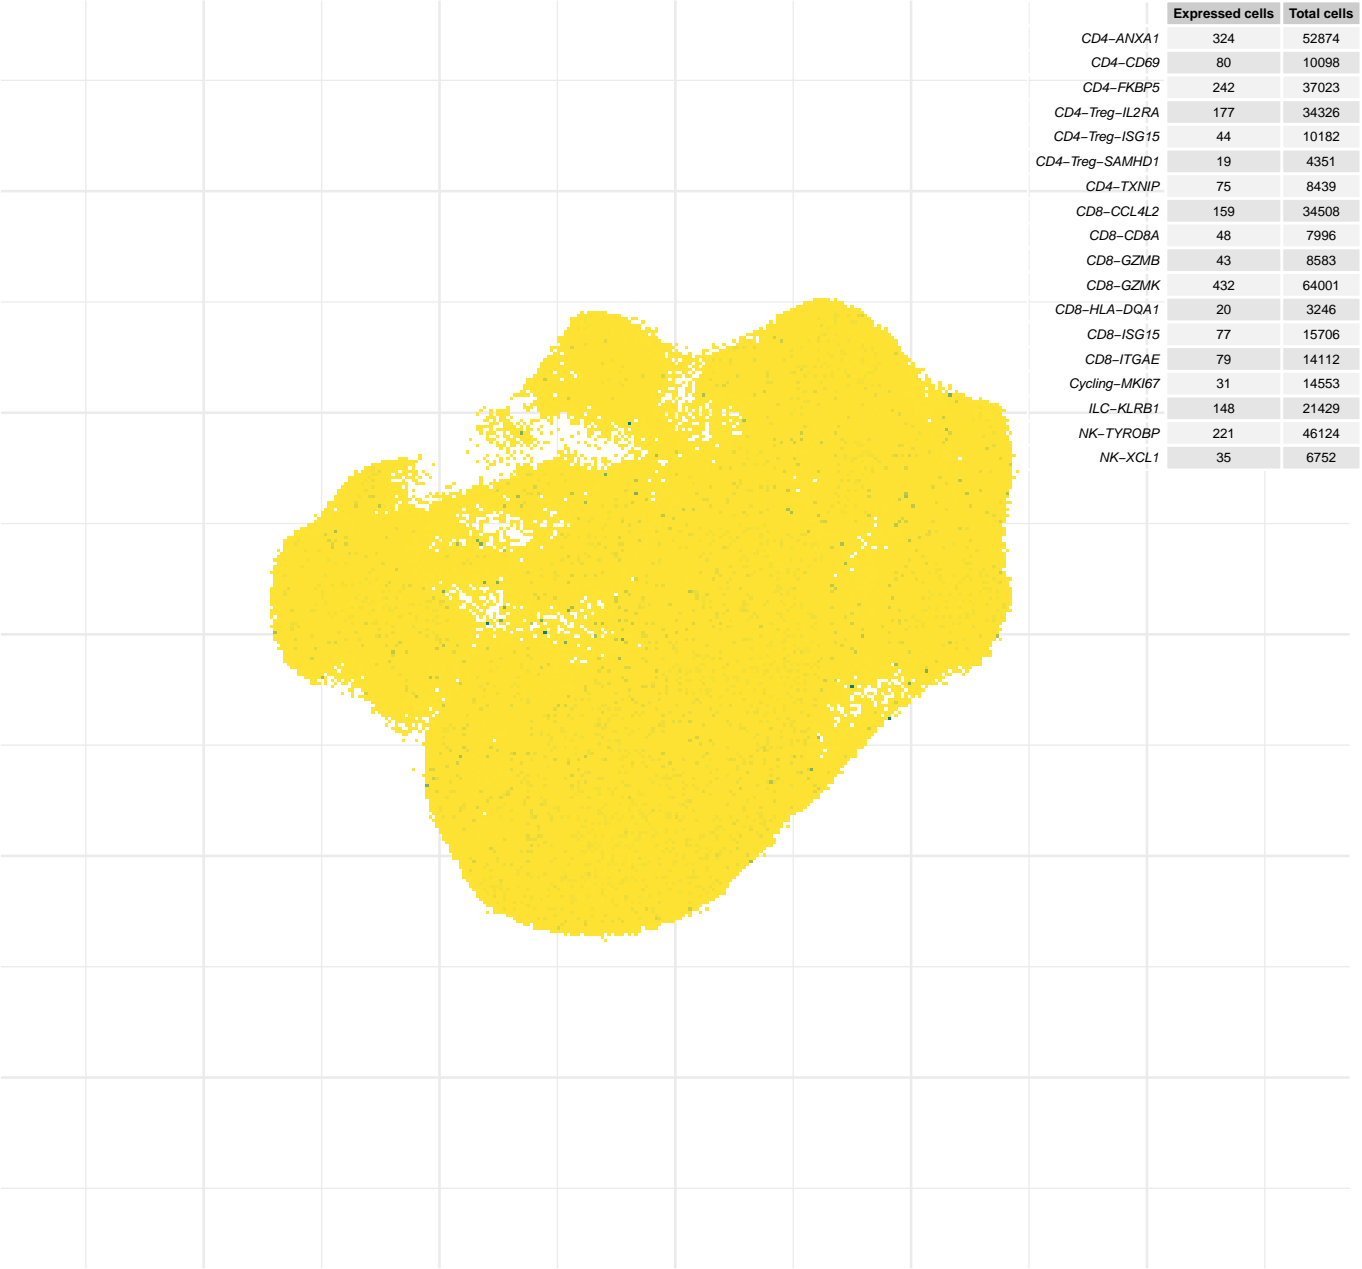 Expressed cells Total cells
CD4−ANXA1 324 52874
CD4−CD69 80 10098
CD4−FKBP5 242 37023
CD4−Treg−IL2RA 177 34326
CD4−Treg−ISG15 44 10182
CD4−Treg−SAMHD1 19 4351
CD4−TXNIP 75 8439
CD8−CCL4L2 159 34508
CD8−CD8A 48 7996
CD8−GZMB 43 8583
CD8−GZMK 432 64001
CD8−HLA−DQA1 20 3246
CD8−ISG15 77 15706
CD8−ITGAE 79 14112
Cycling−MKI67 31 14553
ILC−KLRB1 148 21429
NK−TYROBP 221 46124
NK−XCL1 35 6752